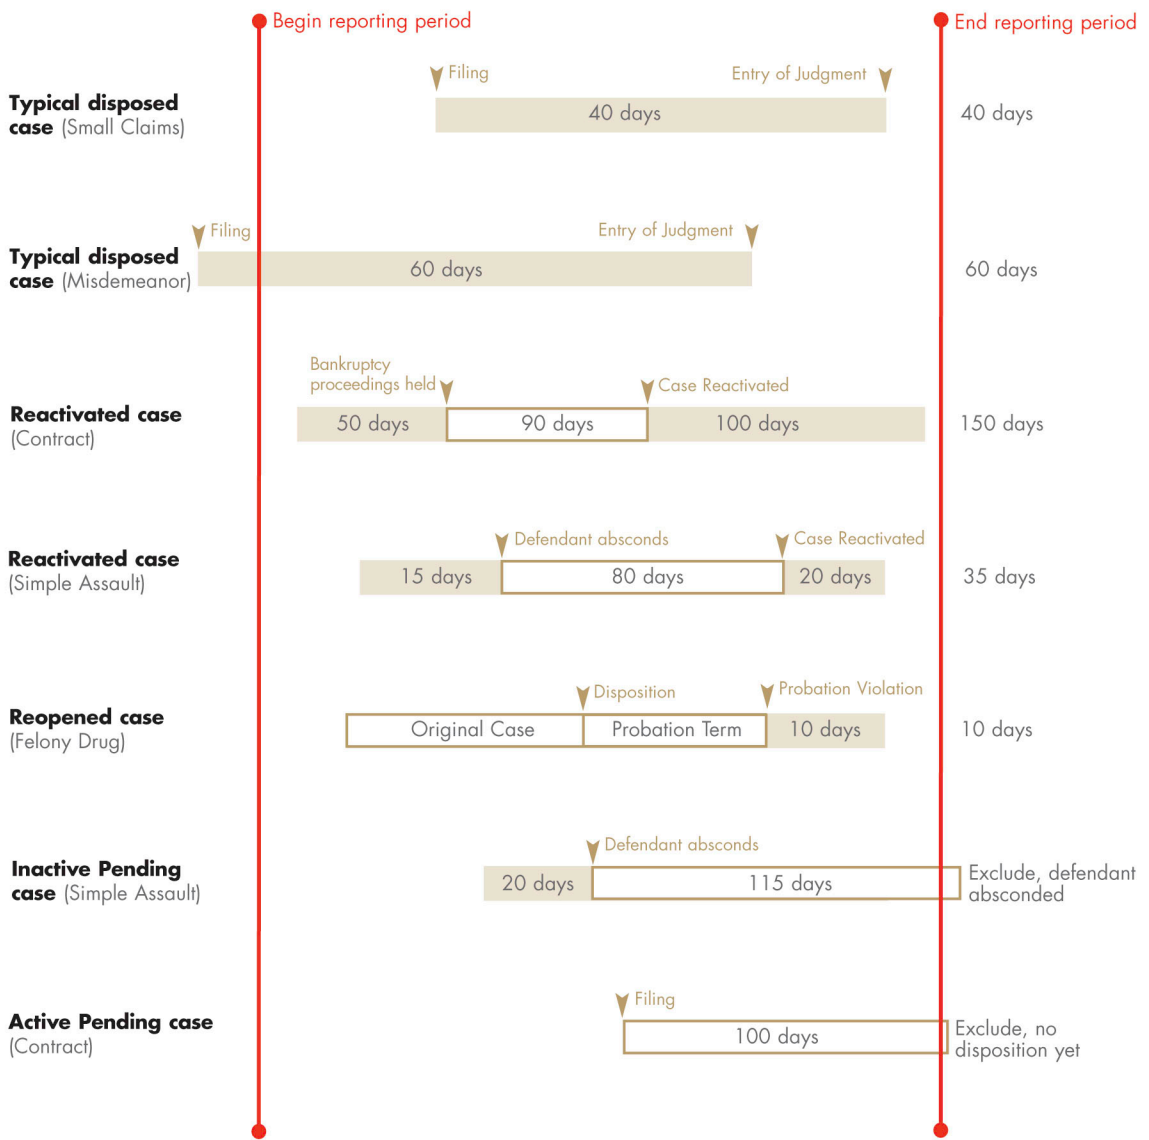 Begin reporting period
End reporting period
Filing
Entry of Judgment
Typical disposed
case (Small Claims)
40 days
40 days
Filing
Entry of Judgment
Typical disposed
case (Misdemeanor)
60 days
60 days
Bankruptcy
proceedings held
Case Reactivated
Reactivated case
(Contract)
50 days
90 days
100 days
150 days
Defendant absconds
Case Reactivated
Reactivated case
(Simple Assault)
15 days
80 days
20 days
35 days
Disposition
Probation Violation
Reopened case
(Felony Drug)
Original Case
Probation Term
10 days
10 days
Defendant absconds
Inactive Pending
case (Simple Assault)
20 days
115 days
Exclude, defendant
absconded
Filing
Active Pending case
(Contract)
100 days
Exclude, no
disposition yet